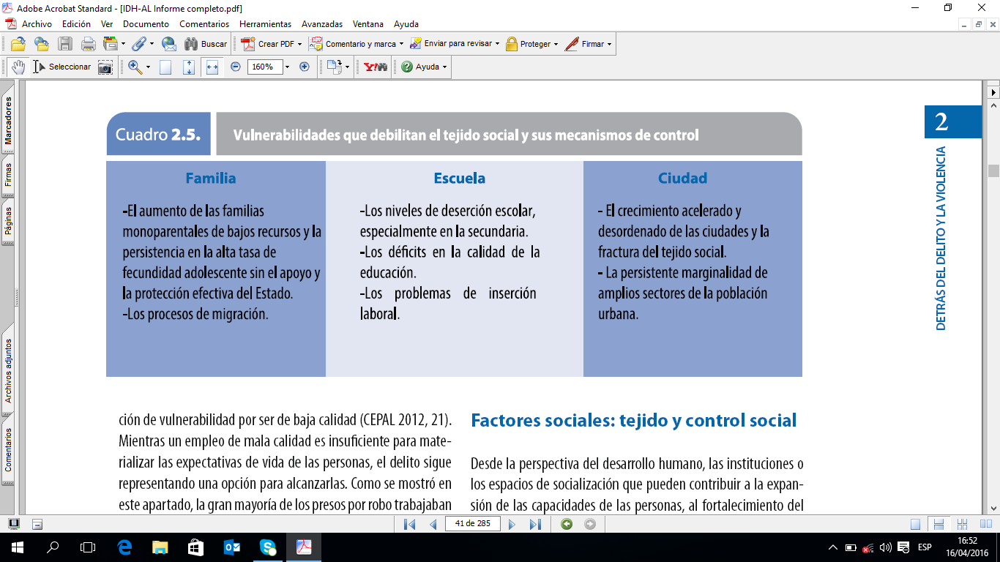 Adobe Acrobat Standard - [IDH-AL Informe completo.pdf]
Archivo Edición Ver Documento Comentarios Herramientas Avanzadas Ventana Ayuda
Buscar Crear PDF Comentario y marca Enviar para revisar Proteger Firmar
Seleccionar 160% Y! Ayuda
Marcadores
Firmas
Páginas
Archivos adjuntos
Comentarios
Cuadro 2.5. Vulnerabilidades que debilitan el tejido social y sus mecanismos de control
Familia
-El aumento de las familias
monoparentales de bajos recursos y la
persistencia en la alta tasa de
fecundidad adolescente sin el apoyo y
la protección efectiva del Estado.
-Los procesos de migración.
Escuela
-Los niveles de deserción escolar,
especialmente en la secundaria.
-Los déficits en la calidad de la
educación.
-Los problemas de inserción
laboral.
Ciudad
- El crecimiento acelerado y
desordenado de las ciudades y la
fractura del tejido social.
- La persistente marginalidad de
amplios sectores de la población
urbana.
2
DETRÁS DEL DELITO Y LA VIOLENCIA
ción de vulnerabilidad por ser de baja calidad (CEPAL 2012, 21).
Mientras un empleo de mala calidad es insuficiente para mate-
rializar las expectativas de vida de las personas, el delito sigue
representando una opción para alcanzarlas. Como se mostró en
este apartado, la gran mayoría de los presos por robo trabajaban
Factores sociales: tejido y control social
Desde la perspectiva del desarrollo humano, las instituciones o
los espacios de socialización que pueden contribuir a la expan-
sión de las capacidades de las personas, al fortalecimiento del
41 de 285
ESP
16:52
16/04/2016